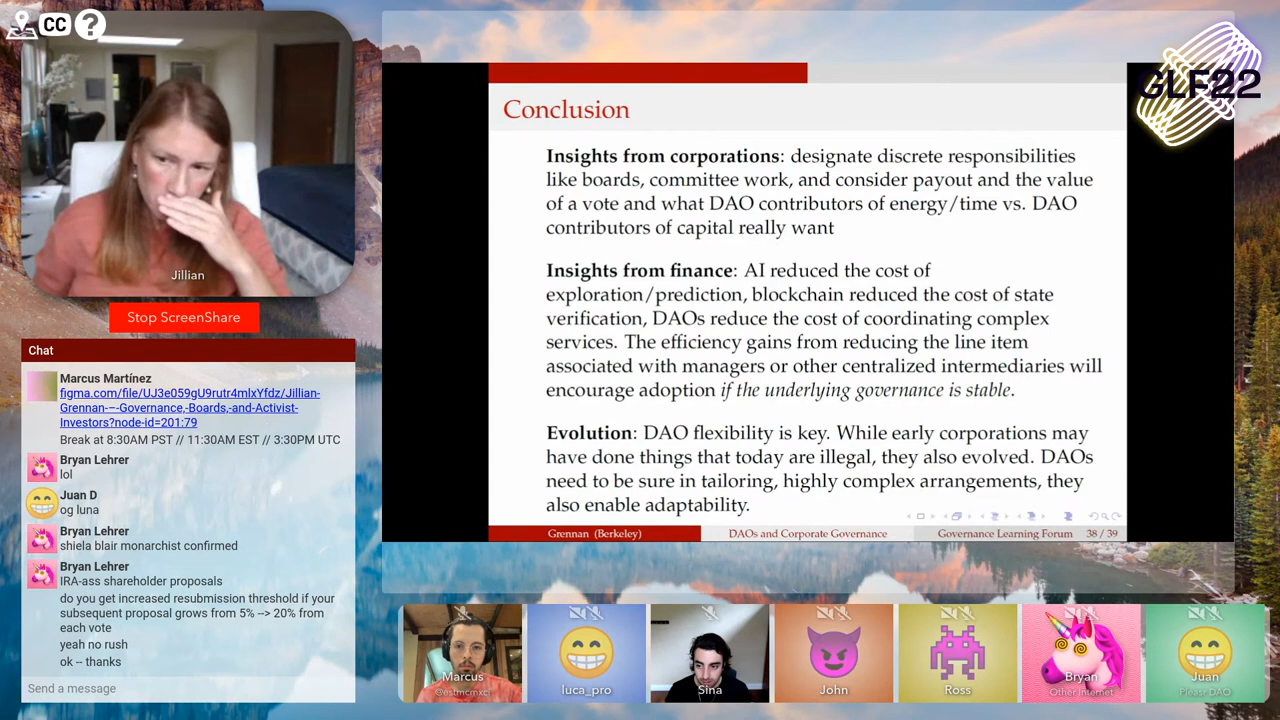 CC
?
GLF22
Jillian
Stop ScreenShare
Chat
Marcus Martínez
figma.com/file/UJ3e059gU9rutr4mlxYfdz/Jillian-
Grennan-–-Governance,-Boards,-and-Activist-
Investors?node-id=201:79
Break at 8:30AM PST // 11:30AM EST // 3:30PM UTC
Bryan Lehrer
lol
Juan D
og luna
Bryan Lehrer
shiela blair monarchist confirmed
Bryan Lehrer
IRA-ass shareholder proposals
do you get increased resubmission threshold if your
subsequent proposal grows from 5% --> 20% from
each vote
yeah no rush
ok -- thanks
Send a message
Conclusion
Insights from corporations: designate discrete responsibilities
like boards, committee work, and consider payout and the value
of a vote and what DAO contributors of energy/time vs. DAO
contributors of capital really want
Insights from finance: AI reduced the cost of
exploration/prediction, blockchain reduced the cost of state
verification, DAOs reduce the cost of coordinating complex
services. The efficiency gains from reducing the line item
associated with managers or other centralized intermediaries will
encourage adoption if the underlying governance is stable.
Evolution: DAO flexibility is key. While early corporations may
have done things that today are illegal, they also evolved. DAOs
need to be sure in tailoring, highly complex arrangements, they
also enable adaptability.
Grennan (Berkeley) DAOs and Corporate Governance Governance Learning Forum 38 / 39
Marcus
@estmcmxci
luca_pro
Sina
John
Ross
Bryan
Other Internet
Juan
Pleasr DAO